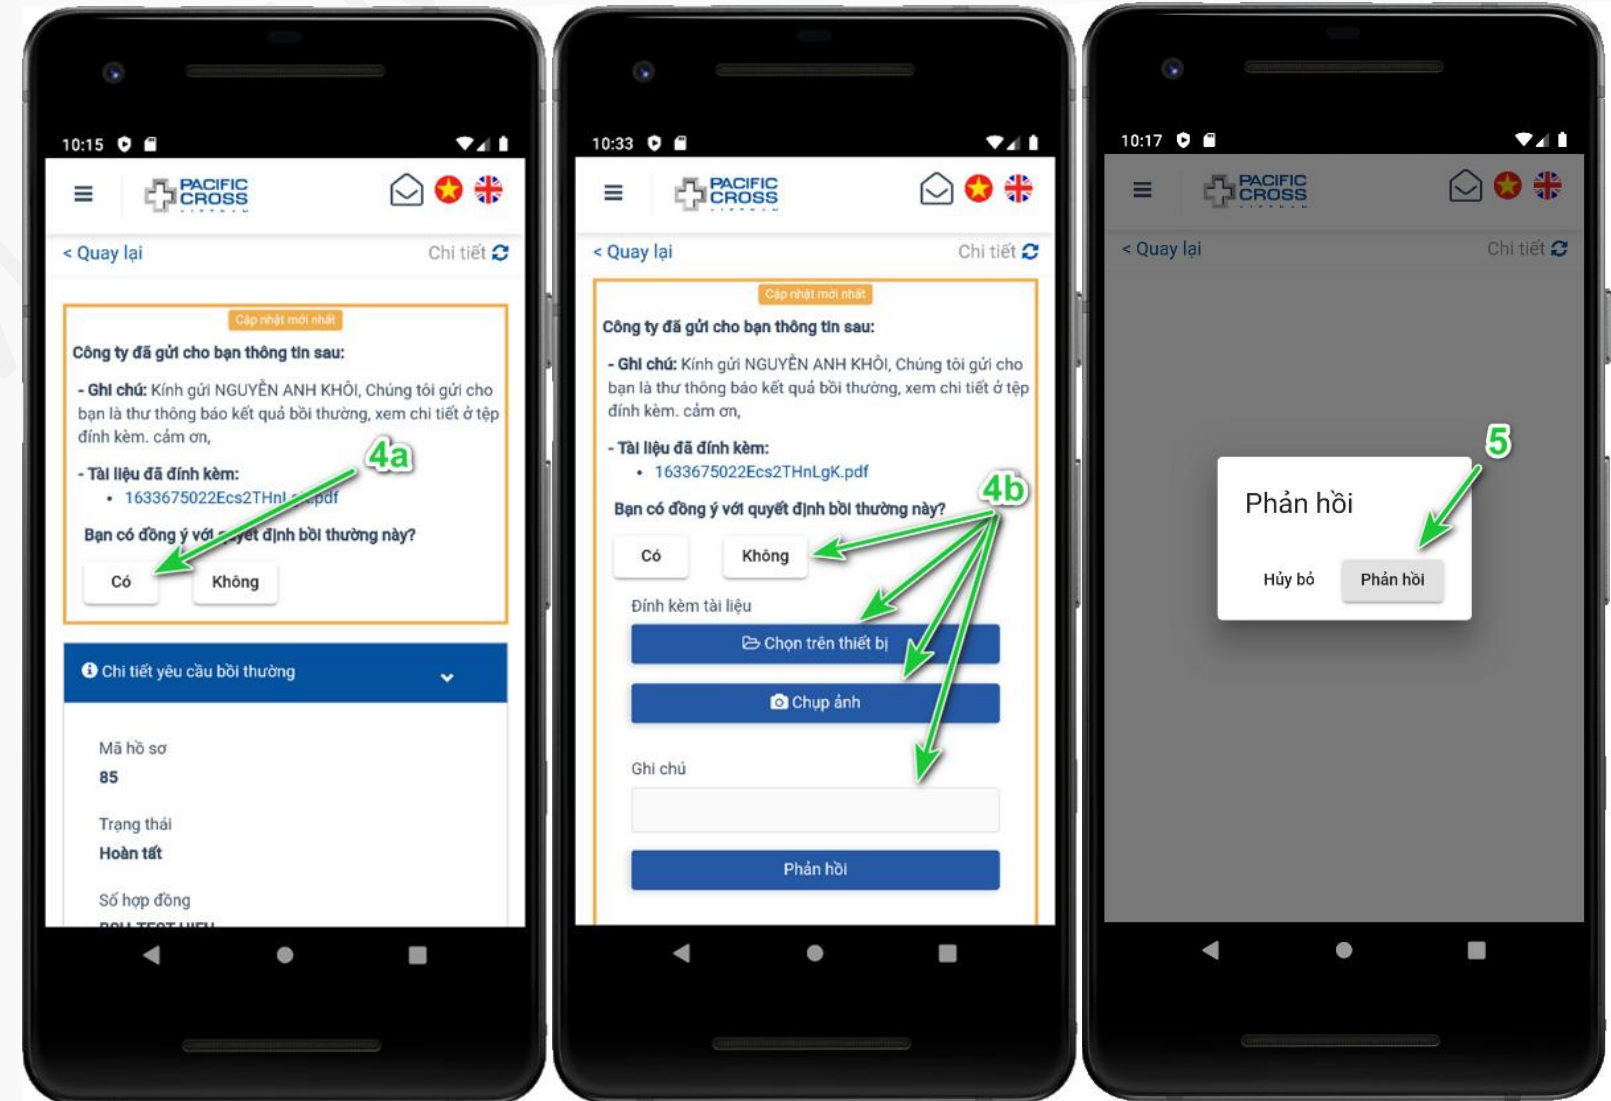 10:15
PACIFIC
CROSS
VIETNAM
< Quay lại
Chi tiết
Cập nhật mới nhất
Công ty đã gửi cho bạn thông tin sau:
- Ghi chú: Kính gửi NGUYỄN ANH KHÔI, Chúng tôi gửi cho
bạn là thư thông báo kết quả bồi thường, xem chi tiết ở tệp
đính kèm. cảm ơn,
4a
- Tài liệu đã đính kèm:
• 1633675022Ecs2THnL pdf
Bạn có đồng ý với quyết định bồi thường này?
Có
Không
Chi tiết yêu cầu bồi thường
Mã hồ sơ
85
Trạng thái
Hoàn tất
Số hợp đồng
10:33
PACIFIC
CROSS
VIETNAM
< Quay lại
Chi tiết
Cập nhật mới nhất
Công ty đã gửi cho bạn thông tin sau:
- Ghi chú: Kính gửi NGUYỄN ANH KHÔI, Chúng tôi gửi cho
bạn là thư thông báo kết quả bồi thường, xem chi tiết ở tệp
đính kèm. cảm ơn,
- Tài liệu đã đính kèm:
• 1633675022Ecs2THnLgK.pdf
4b
Bạn có đồng ý với quyết định bồi thường này?
Có
Không
Đính kèm tài liệu
Chọn trên thiết bị
Chụp ảnh
Ghi chú
Phản hồi
10:17
PACIFIC
CROSS
VIETNAM
< Quay lại
Chi tiết
5
Phản hồi
Hủy bỏ
Phản hồi